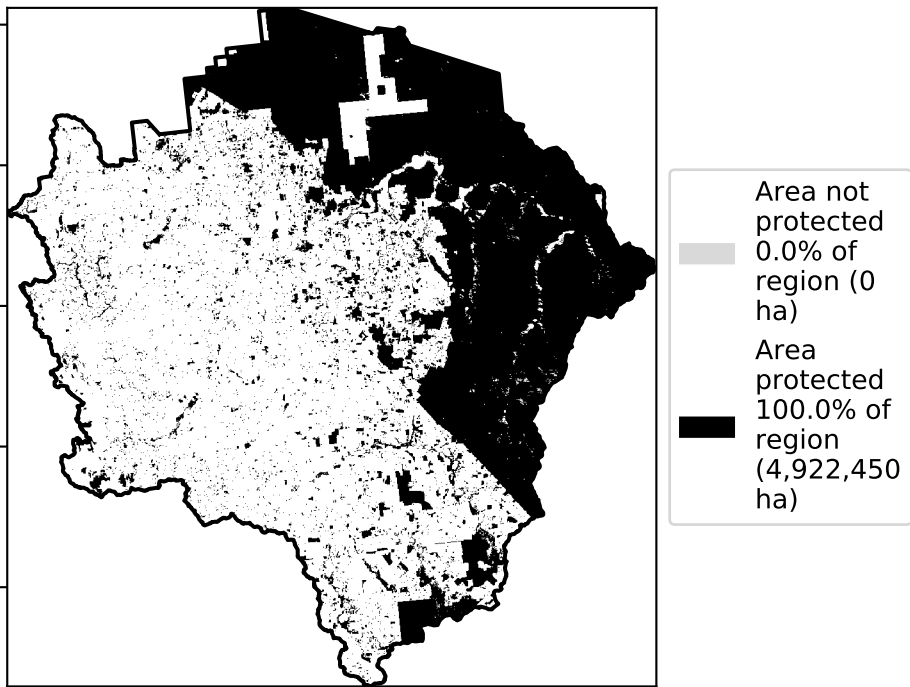 Area not
protected
0.0% of
region (0
ha)
Area
protected
100.0% of
region
(4,922,450
ha)